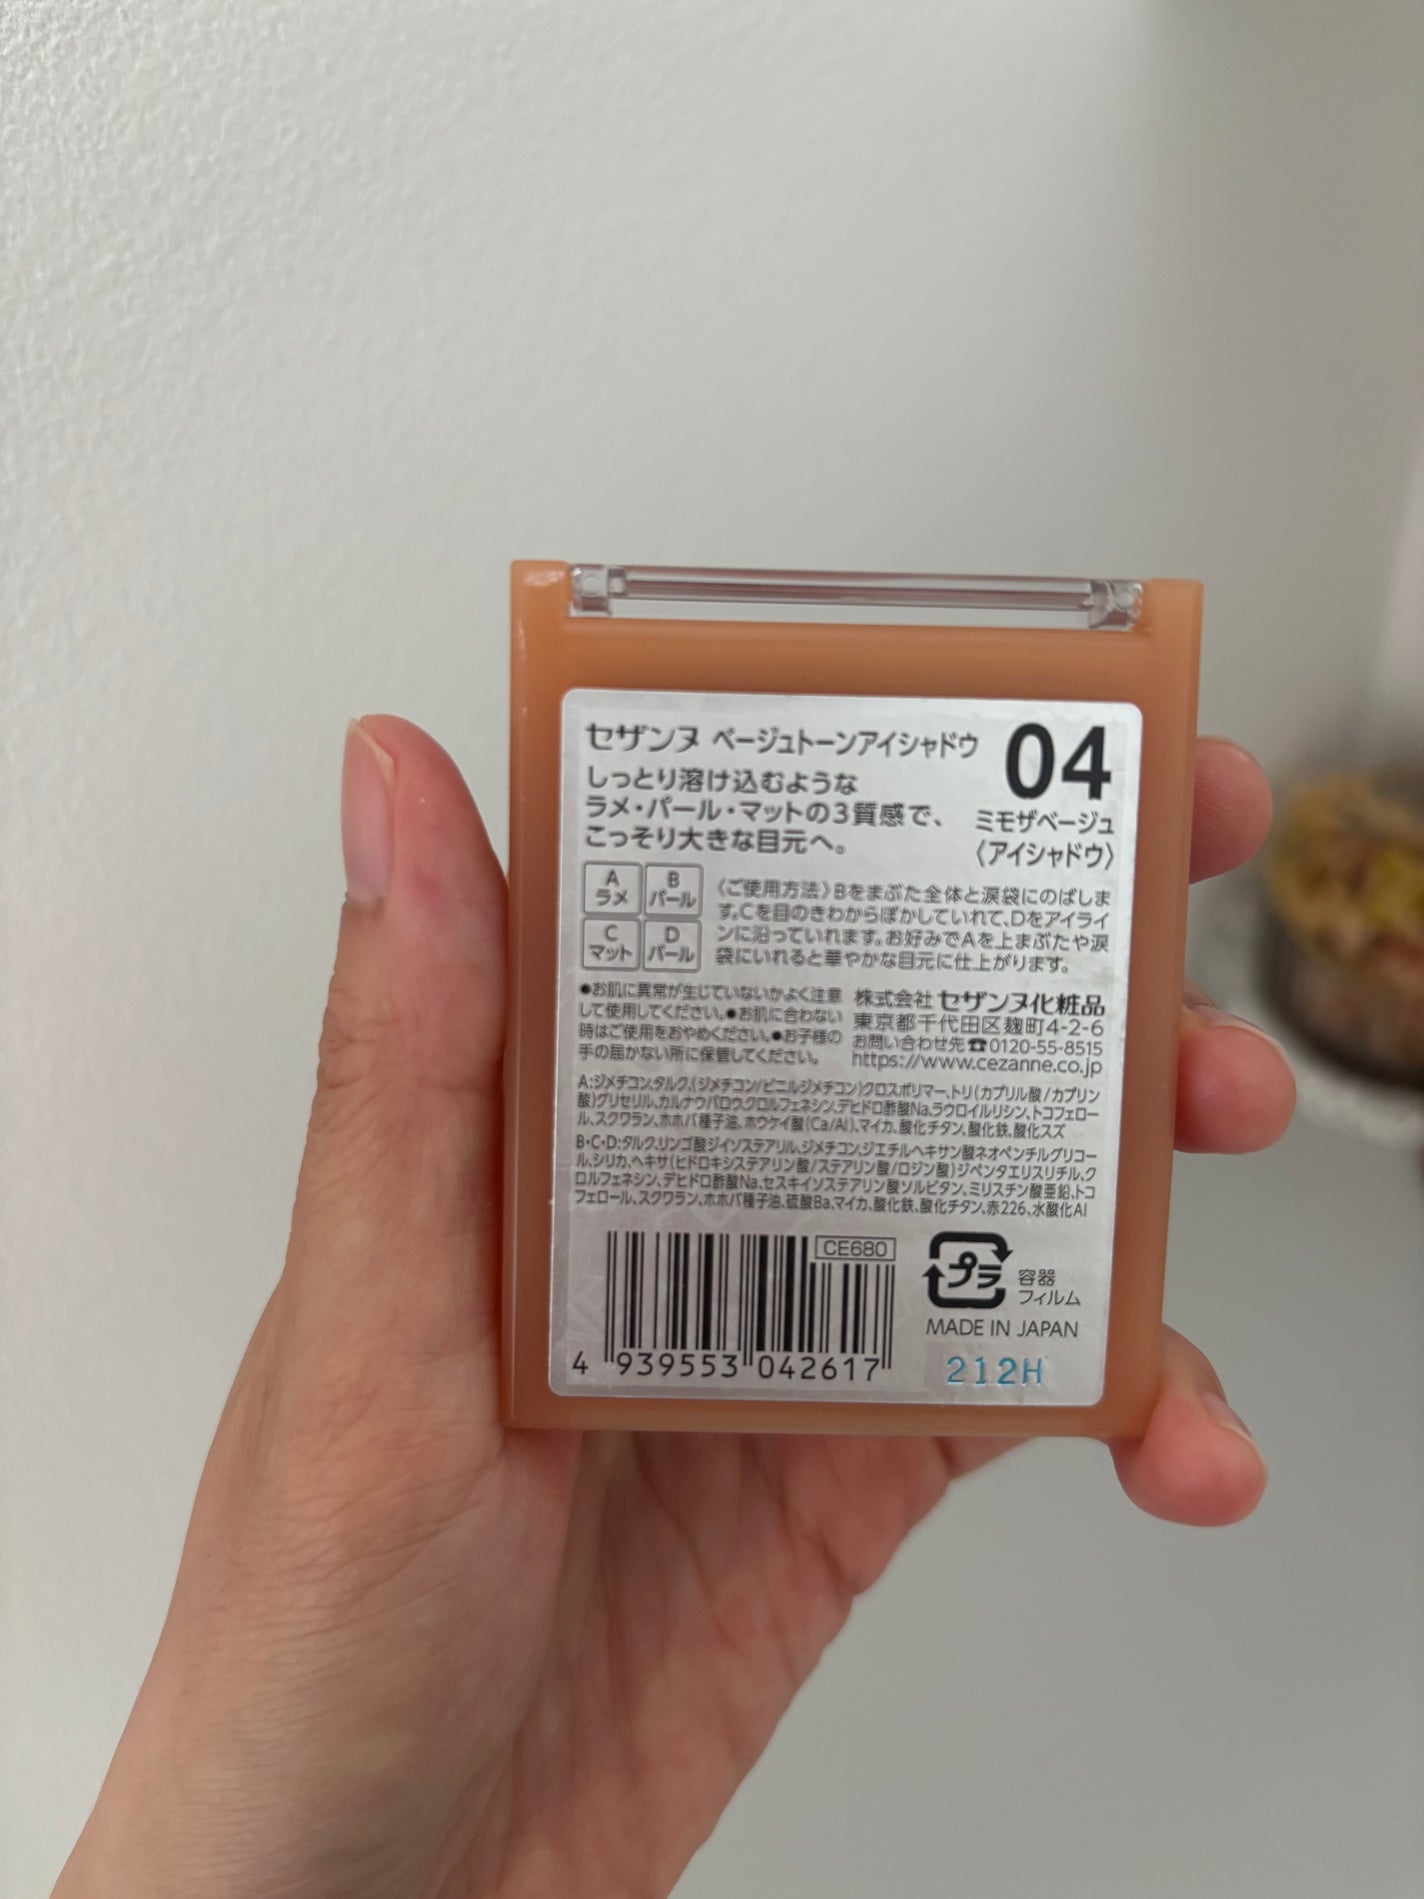 セザンヌ ベージュトーンアイシャドウ
04
しっとり溶け込むような
ラメ・パール・マットの3質感で、
こっそり大きな目元へ。
ミモザベージュ
〈アイシャドウ〉
A
ラメ
B
パール
C
マット
D
パール
〈ご使用方法〉Bをまぶた全体と涙袋にのばしま
す。Cを目のきわからぼかしていれて、Dをアイライ
ンに沿っていれます。お好みでAを上まぶたや涙
袋にいれると華やかな目元に仕上がります。
●お肌に異常が生じていないかよく注意
して使用してください。●お肌に合わない
時はご使用をおやめください。●お子様の
手の届かない所に保管してください。
株式会社 セザンヌ化粧品
東京都千代田区麹町4-2-6
お問い合わせ先☎0120-55-8515
https://www.cezanne.co.jp
A:ジメチコン、タルク、(ジメチコン/ビニルジメチコン)クロスポリマー、トリ(カプリル酸/カプリン
酸)グリセリル、カルナウバロウ、クロルフェネシン、デヒドロ酢酸Na、ラウロイルリシン、トコフェロー
ル、スクワラン、ホホバ種子油、ホウケイ酸(Ca/Al)、マイカ、酸化チタン、酸化鉄、酸化スズ
B・C・D:タルク、リンゴ酸ジイソステアリル、ジメチコン、ジエチルヘキサン酸ネオペンチルグリコー
ル、シリカ、ヘキサ(ヒドロキシステアリン酸/ステアリン酸/ロジン酸)ジペンタエリスリチル、ク
ロルフェネシン、デヒドロ酢酸Na、セスキイソステアリン酸ソルビタン、ミリスチン酸亜鉛、トコ
フェロール、スクワラン、ホホバ種子油、硫酸Ba、マイカ、酸化鉄、酸化チタン、赤226、水酸化Al
CE680
4 939553 042617
プラ
容器
フィルム
MADE IN JAPAN
212H